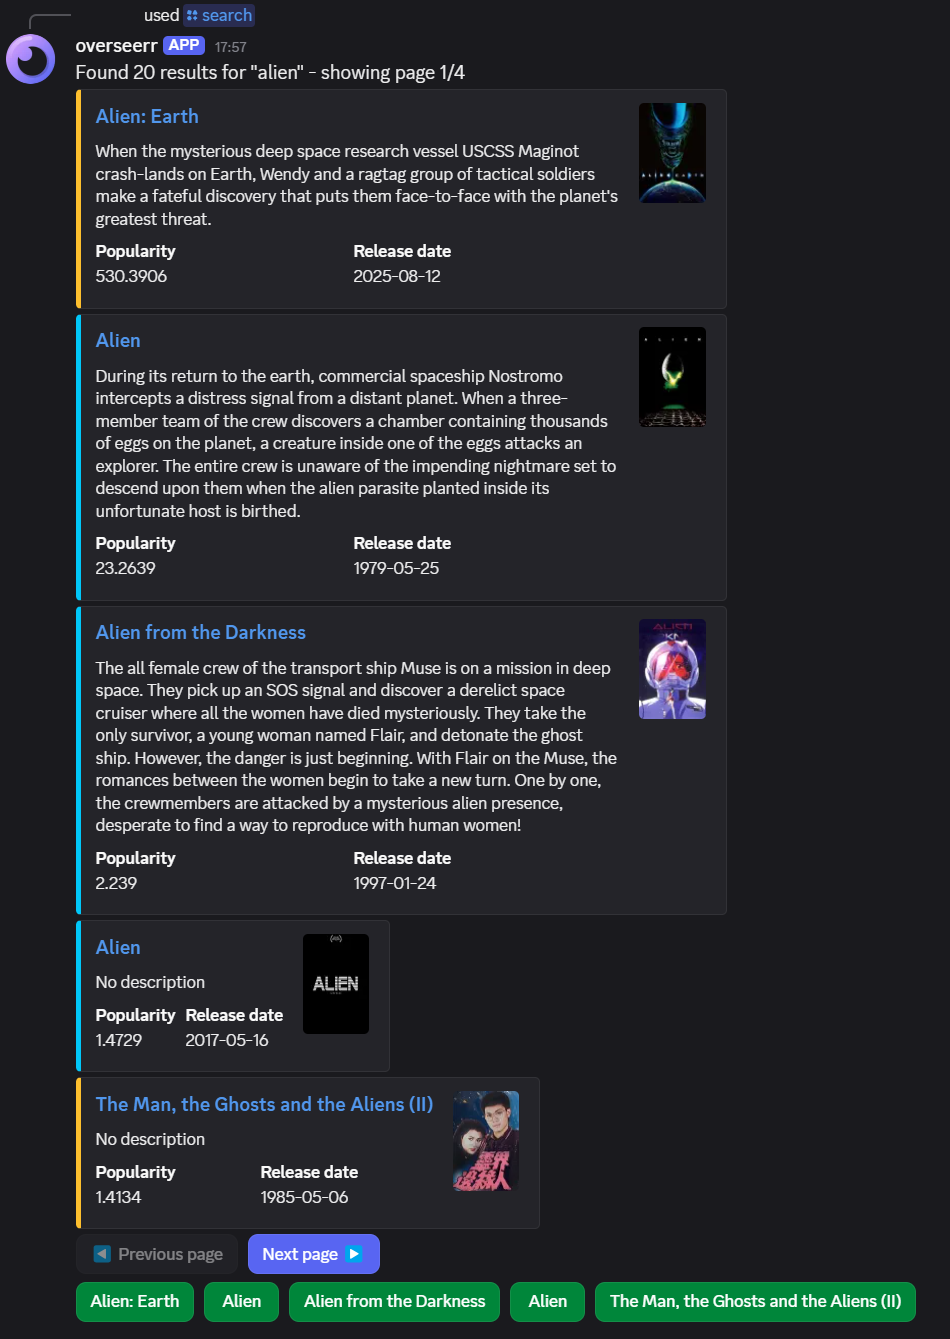 used search
overseerr APP 17:57
Found 20 results for "alien" - showing page 1/4
Alien: Earth
When the mysterious deep space research vessel USCSS Maginot
crash-lands on Earth, Wendy and a ragtag group of tactical soldiers
make a fateful discovery that puts them face-to-face with the planet's
greatest threat.
Popularity Release date
530.3906 2025-08-12
ALIEN EARTH
Alien
During its return to the earth, commercial spaceship Nostromo
intercepts a distress signal from a distant planet. When a three-
member team of the crew discovers a chamber containing thousands
of eggs on the planet, a creature inside one of the eggs attacks an
explorer. The entire crew is unaware of the impending nightmare set to
descend upon them when the alien parasite planted inside its
unfortunate host is birthed.
Popularity Release date
23.2639 1979-05-25
ALIEN
Alien from the Darkness
The all female crew of the transport ship Muse is on a mission in deep
space. They pick up an SOS signal and discover a derelict space
cruiser where all the women have died mysteriously. They take the
only survivor, a young woman named Flair, and detonate the ghost
ship. However, the danger is just beginning. With Flair on the Muse, the
romances between the women begin to take a new turn. One by one,
the crewmembers are attacked by a mysterious alien presence,
desperate to find a way to reproduce with human women!
Popularity Release date
2.239 1997-01-24
ALIEN
Alien
No description
Popularity Release date
1.4729 2017-05-16
ALIEN
The Man, the Ghosts and the Aliens (II)
No description
Popularity Release date
1.4134 1985-05-06
Previous page Next page
Alien: Earth Alien Alien from the Darkness Alien The Man, the Ghosts and the Aliens (II)